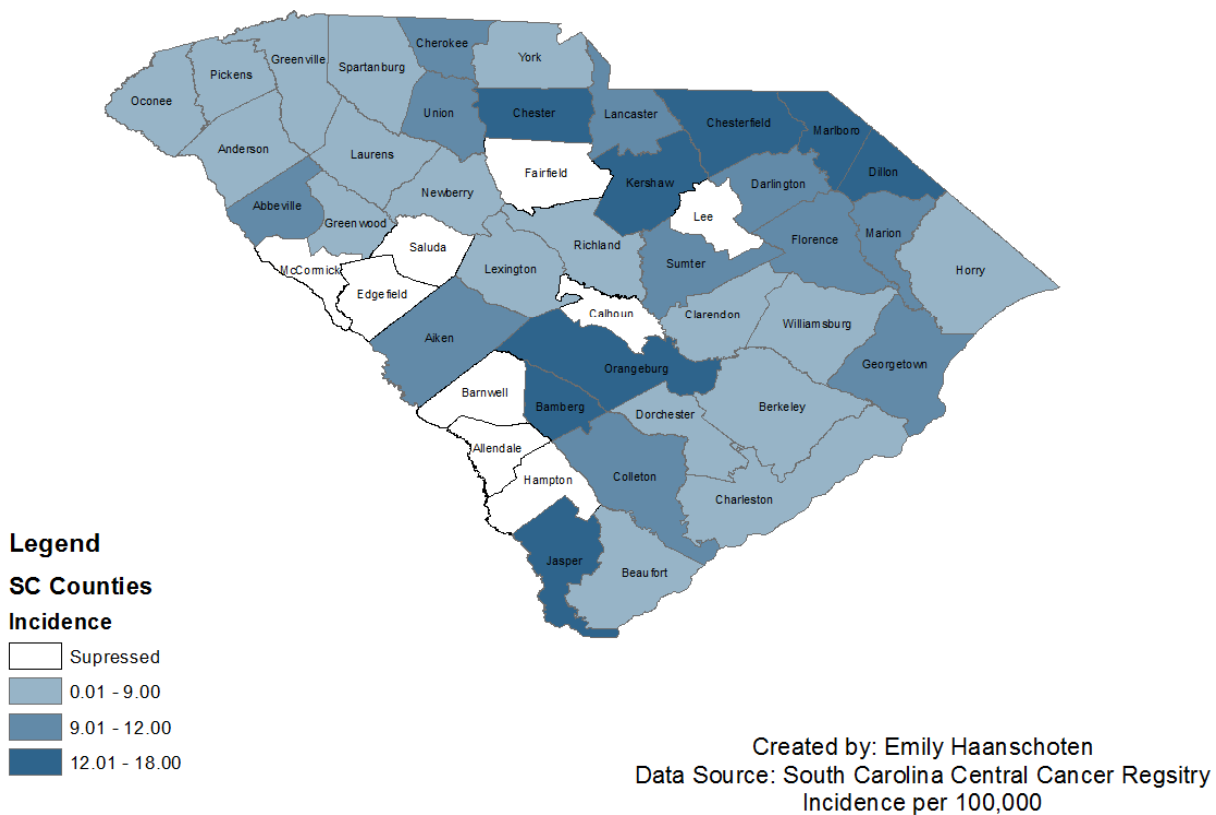 Cherokee
York
Greenville
Spartanburg
Pickens
Oconee
Union
Chester
Lancaster
Chesterfield
Marlboro
Anderson
Laurens
Fairfield
Dillon
Kershaw
Darlington
Newberry
Abbeville
Greenwood
Lee
Marion
Saluda
Richland
Florence
McCormick
Lexington
Sumter
Horry
Edgefield
Calhoun
Clarendon
Williamsburg
Aiken
Georgetown
Orangeburg
Barnwell
Bamberg
Dorchester
Berkeley
Allendale
Hampton
Colleton
Charleston
Jasper
Beaufort
Legend
SC Counties
Incidence
Supressed
0.01 - 9.00
9.01 - 12.00
12.01 - 18.00
Created by: Emily Haanschoten
Data Source: South Carolina Central Cancer Regsitry
Incidence per 100,000